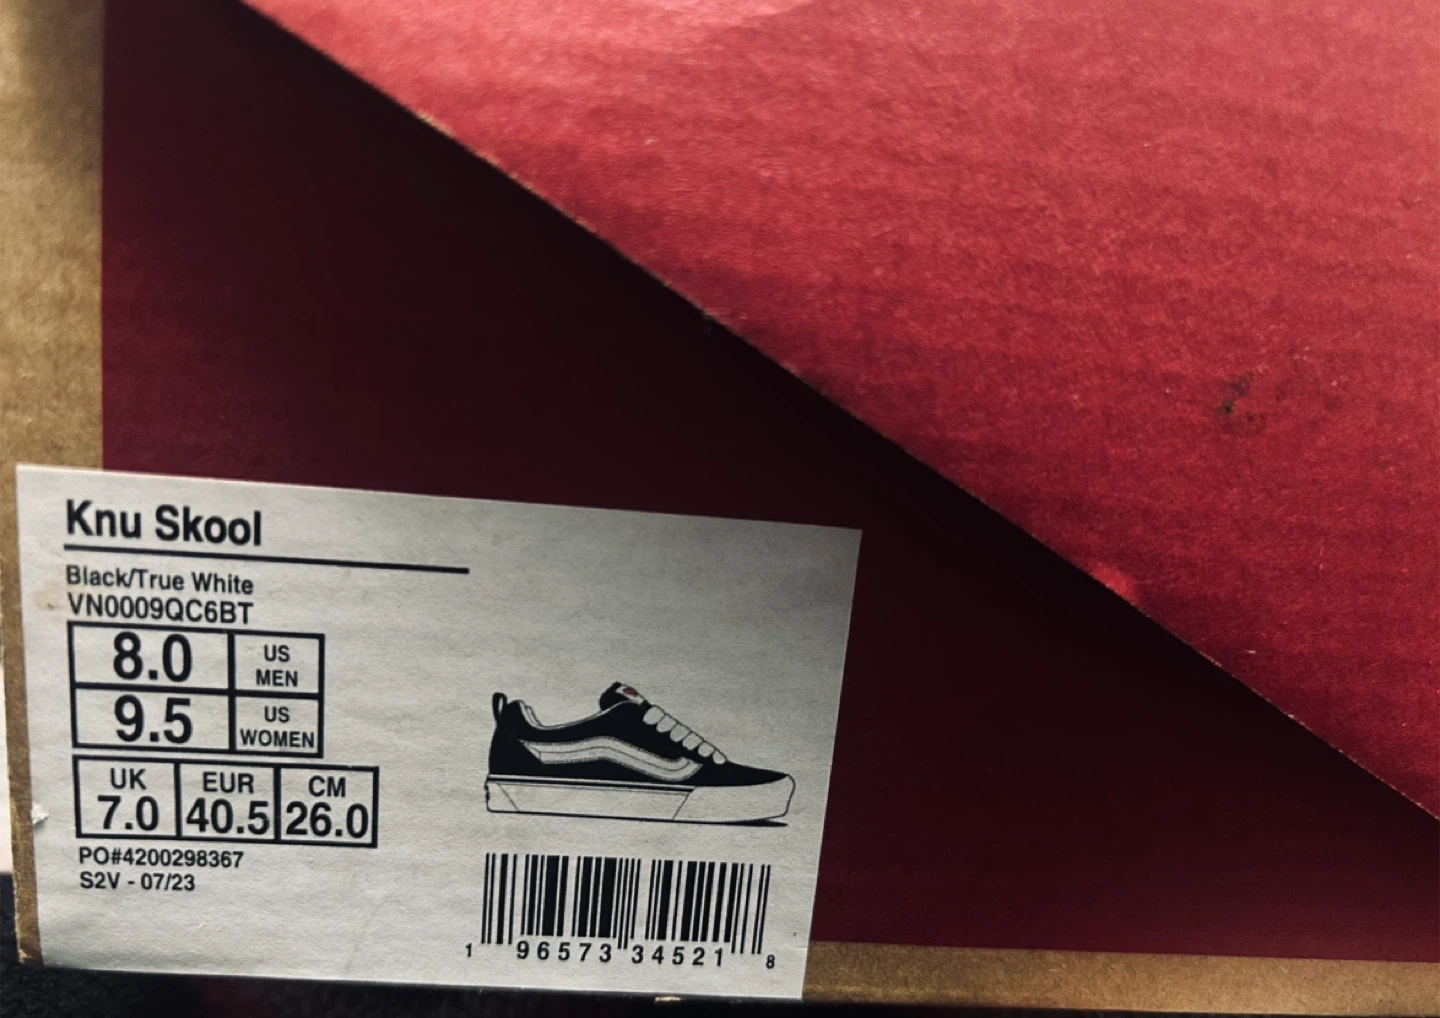 Knu Skool
Black/True White
VN0009QC6BT
8.0 US MEN
9.5 US WOMEN
UK EUR CM
7.0 40.5 26.0
PO#4200298367
S2V - 07/23
1 96573 34521 8